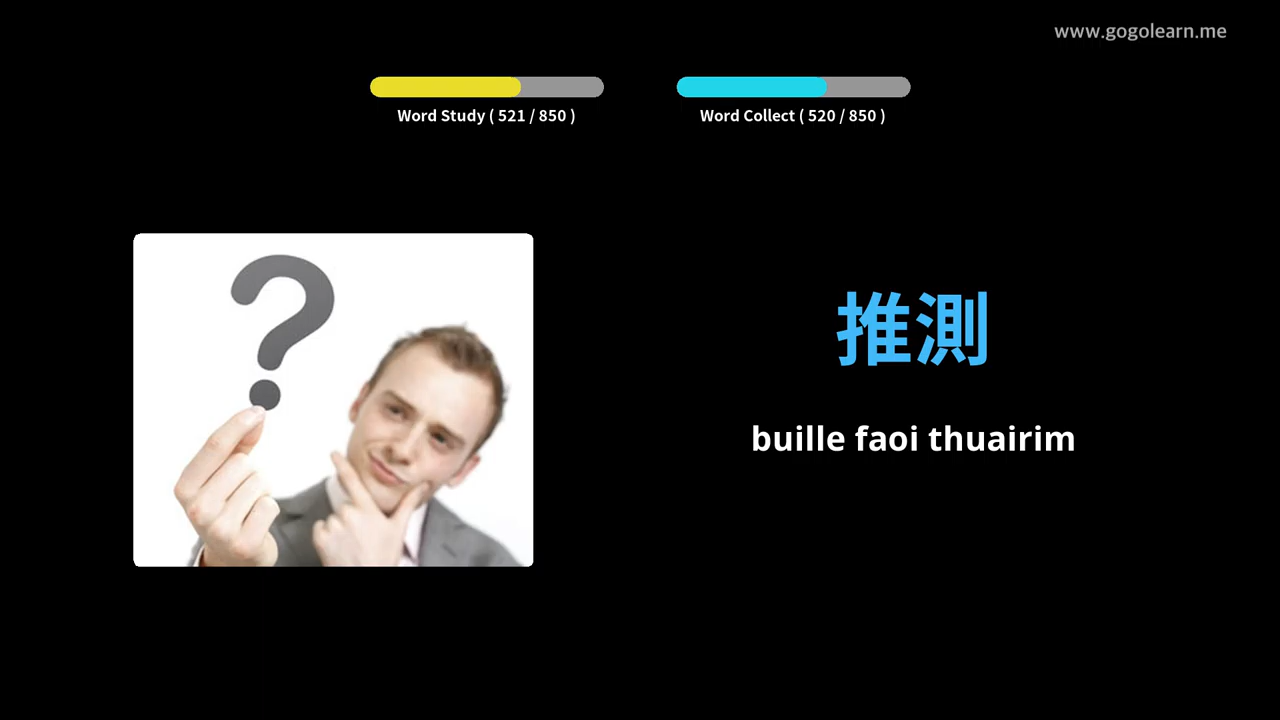 www.gogolearn.me
Word Study ( 521 / 850 )
Word Collect ( 520 / 850 )
推測
buille faoi thuairim